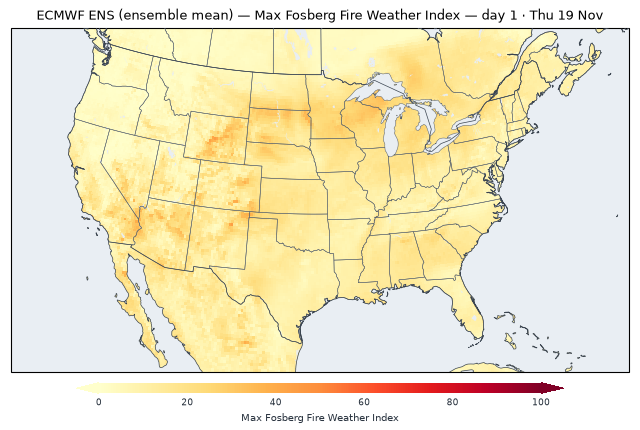 ECMWF ENS (ensemble mean) — Max Fosberg Fire Weather Index — day 1 · Thu 19 Nov
0 20 40 60 80 100
Max Fosberg Fire Weather Index